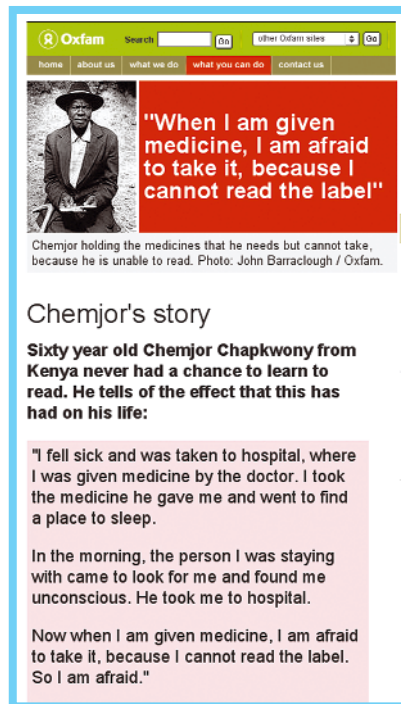 Oxfam Search Go other Oxfam sites Go
home about us what we do what you can do contact us
"When I am given
medicine, I am afraid
to take it, because I
cannot read the label"
Chemjor holding the medicines that he needs but cannot take,
because he is unable to read. Photo: John Barraclough / Oxfam.
Chemjor's story
Sixty year old Chemjor Chapkwony from
Kenya never had a chance to learn to
read. He tells of the effect that this has
had on his life:
"I fell sick and was taken to hospital, where
I was given medicine by the doctor. I took
the medicine he gave me and went to find
a place to sleep.
In the morning, the person I was staying
with came to look for me and found me
unconscious. He took me to hospital.
Now when I am given medicine, I am afraid
to take it, because I cannot read the label.
So I am afraid."